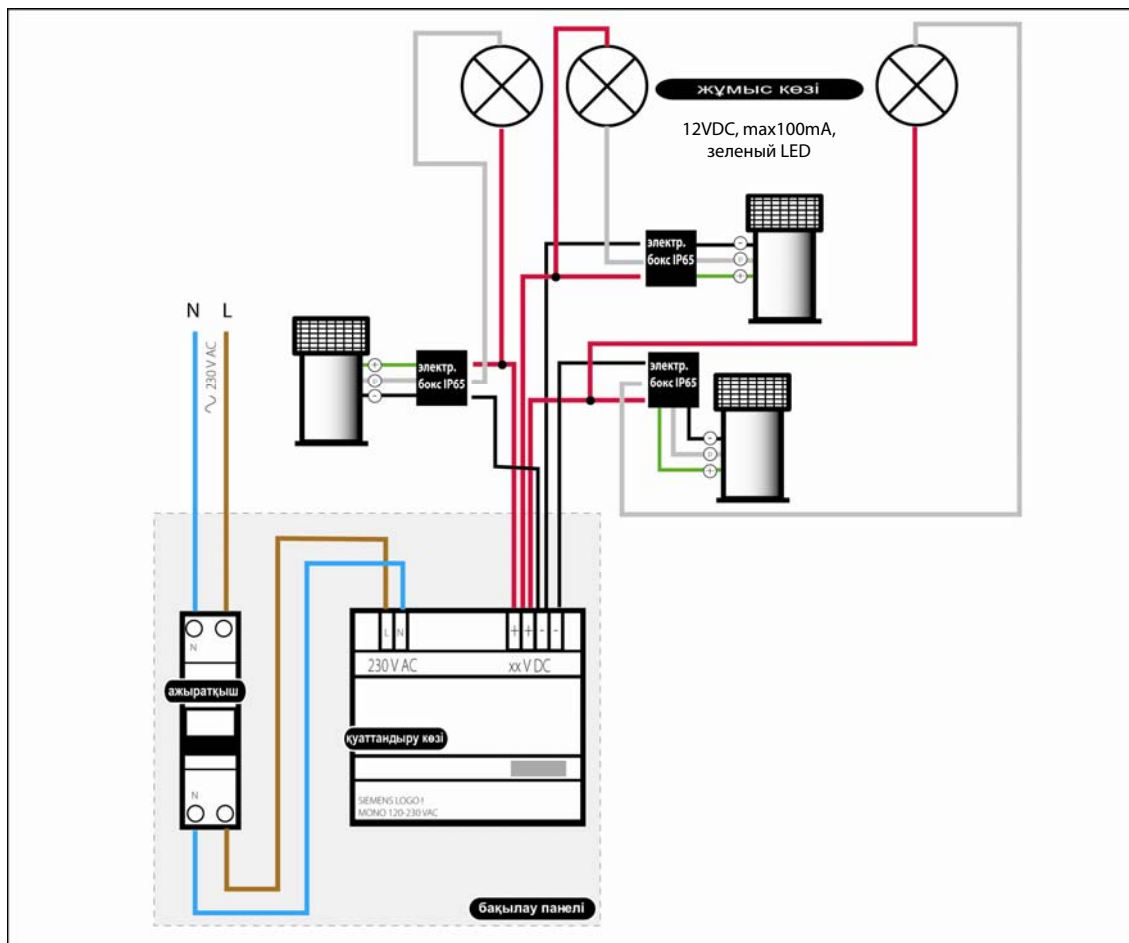 жұмыс көзі
12VDC, max100mA,
зеленый LED
электр.
бокс IP65
-
p
+
N L
230 V AC
+
p
-
электр.
бокс IP65
электр.
бокс IP65
-
p
+
N
ажыратқыш
N
L N
+ + - -
230 V AC xx V DC
қуаттандыру көзі
SIEMENS LOGO !
MONO 120-230 VAC
бақылау панелі